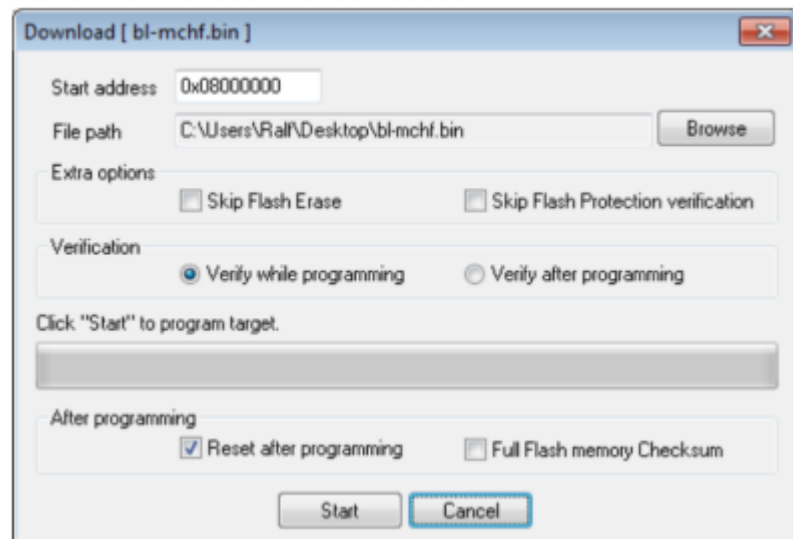 Download [ bl-mchf.bin ]
Start address 0x08000000
File path C:\Users\Ralf\Desktop\bl-mchf.bin Browse
Extra options
Skip Flash Erase Skip Flash Protection verification
Verification
Verify while programming Verify after programming
Click "Start" to program target.
After programming
Reset after programming Full Flash memory Checksum
Start Cancel